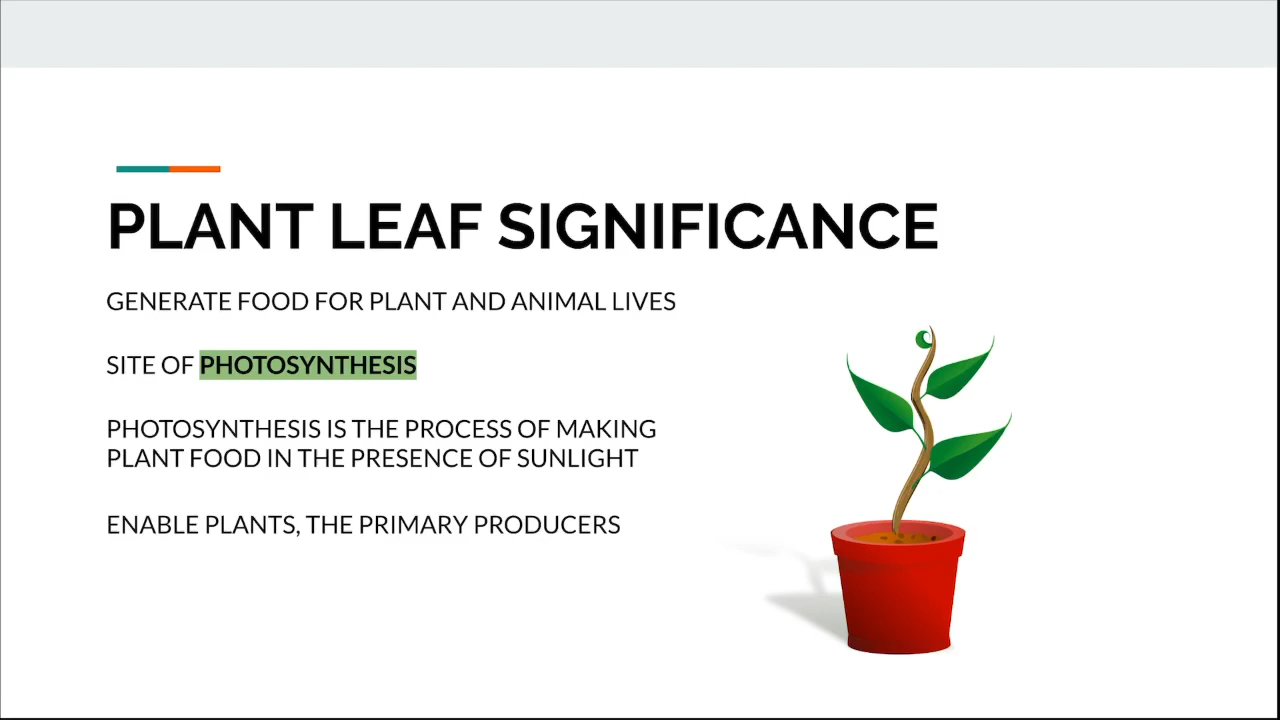 PLANT LEAF SIGNIFICANCE
GENERATE FOOD FOR PLANT AND ANIMAL LIVES
SITE OF PHOTOSYNTHESIS
PHOTOSYNTHESIS IS THE PROCESS OF MAKING
PLANT FOOD IN THE PRESENCE OF SUNLIGHT
ENABLE PLANTS, THE PRIMARY PRODUCERS